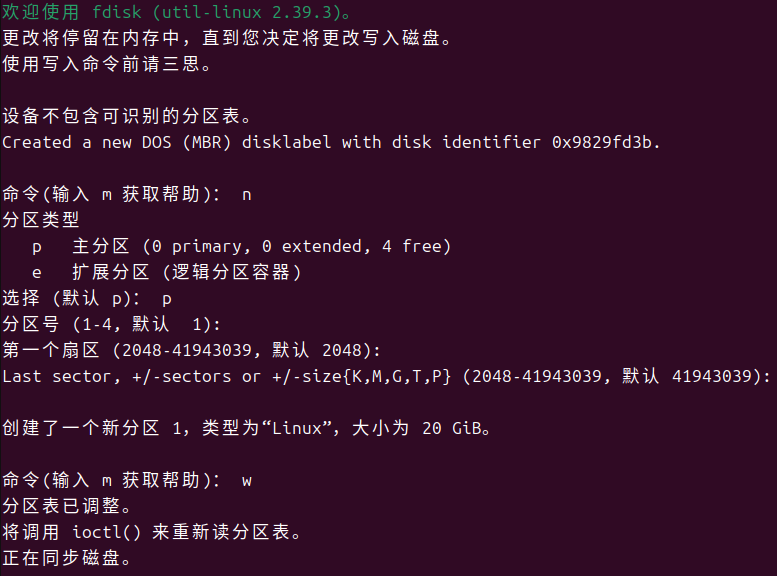 欢迎使用 fdisk (util-linux 2.39.3)。
更改将停留在内存中，直到您决定将更改写入磁盘。
使用写入命令前请三思。
设备不包含可识别的分区表。
Created a new DOS (MBR) disklabel with disk identifier 0x9829fd3b.
命令(输入 m 获取帮助)： n
分区类型
   p   主分区 (0 primary, 0 extended, 4 free)
   e   扩展分区 (逻辑分区容器)
选择 (默认 p)： p
分区号 (1-4, 默认  1):
第一个扇区 (2048-41943039, 默认 2048):
Last sector, +/-sectors or +/-size{K,M,G,T,P} (2048-41943039, 默认 41943039):
创建了一个新分区 1，类型为“Linux”，大小为 20 GiB。
命令(输入 m 获取帮助)： w
分区表已调整。
将调用 ioctl() 来重新读分区表。
正在同步磁盘。